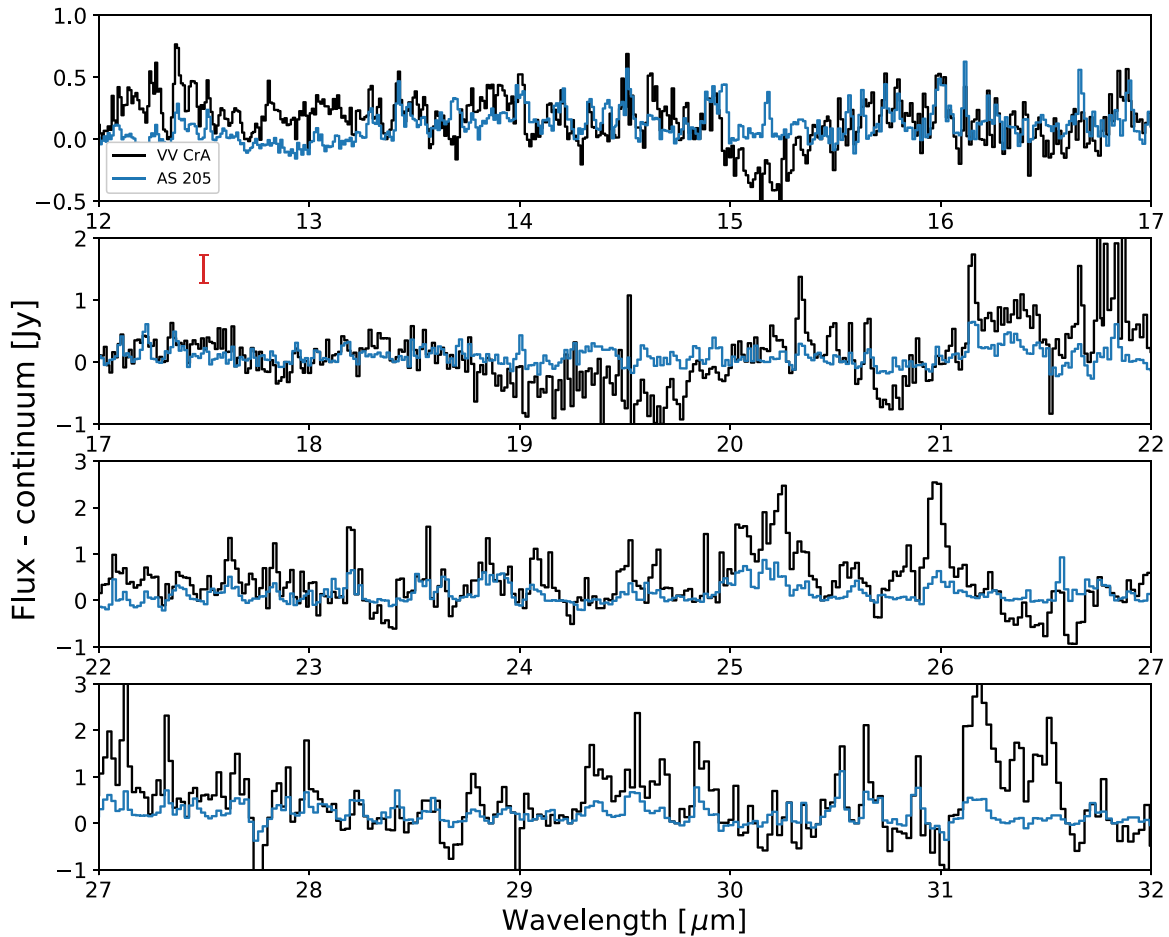 1.0
0.5
0.0
−0.5
VV CrA
AS 205
12 13 14 15 16 17
2
1
0
−1
17 18 19 20 21 22
3
2
1
0
−1
22 23 24 25 26 27
3
2
1
0
−1
27 28 29 30 31 32
Flux - continuum [Jy]
Wavelength [μm]